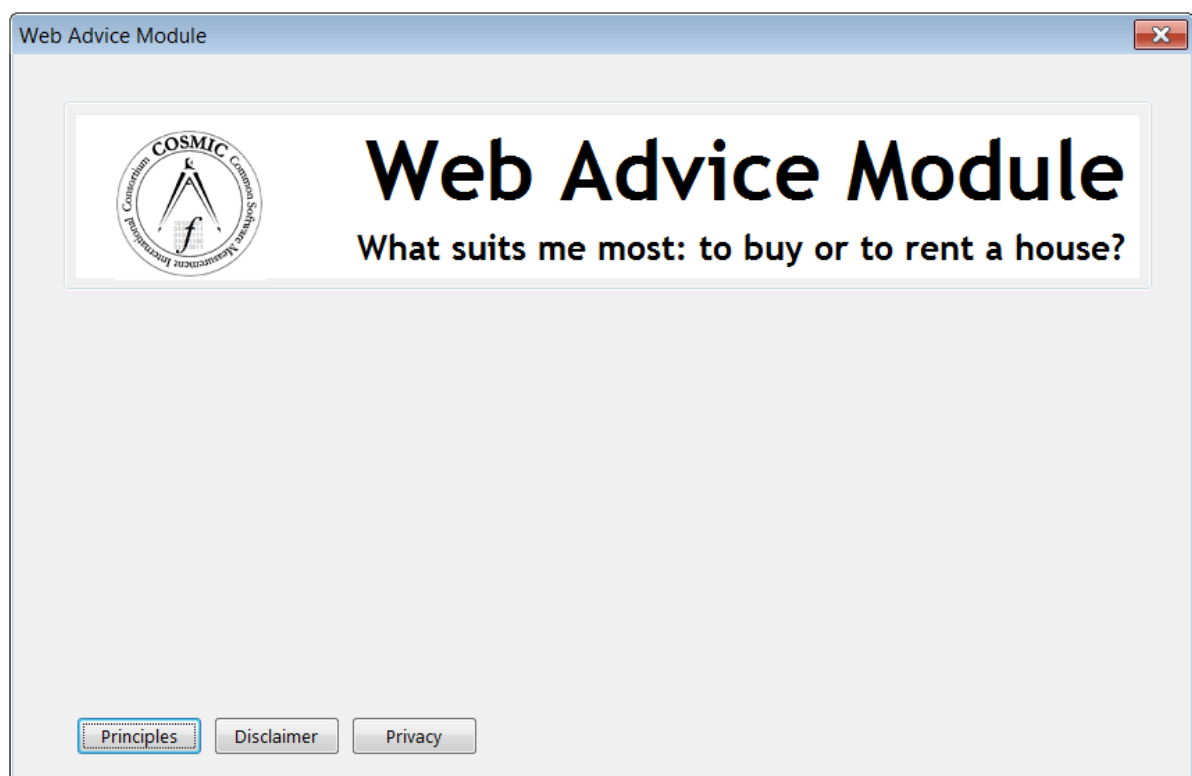 Web Advice Module
COSMIC
Common Software Measurement International Consortium
f
Web Advice Module
What suits me most: to buy or to rent a house?
Principles
Disclaimer
Privacy